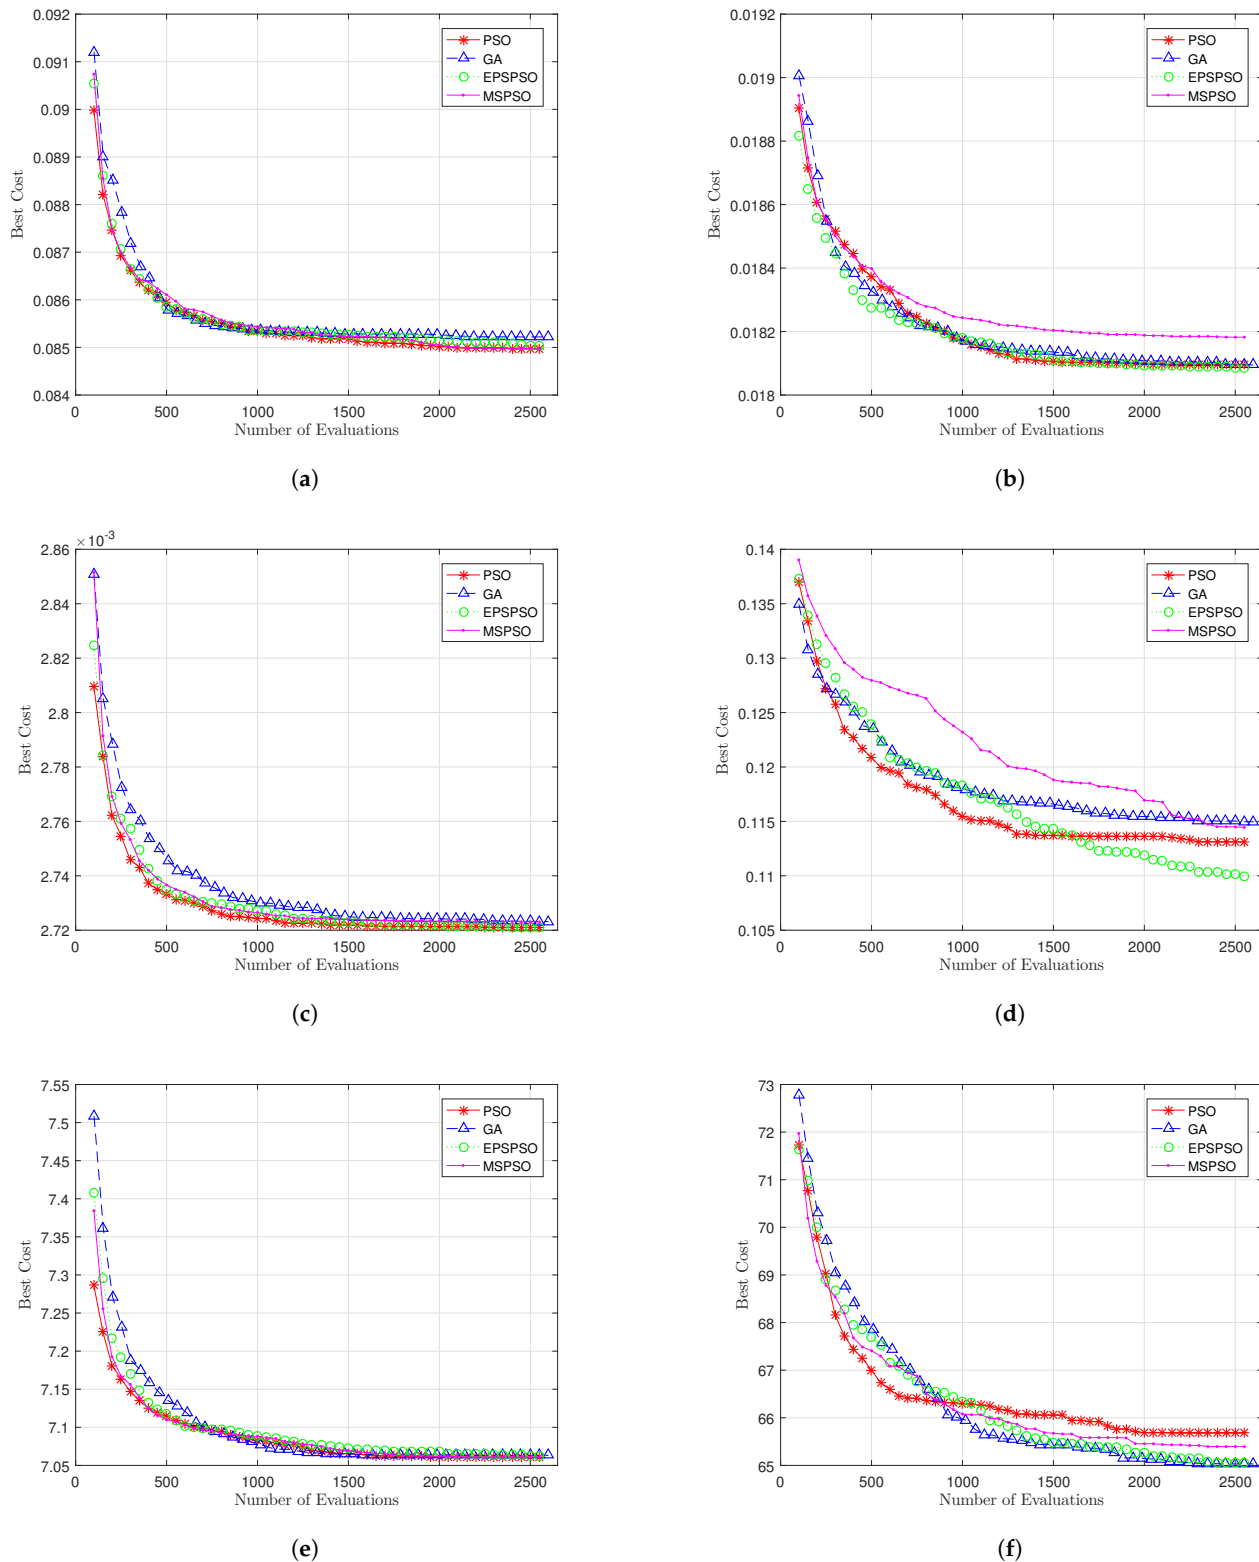 0.092
0.091
0.09
0.089
0.088
0.087
0.086
0.085
0.084
Best Cost
0 500 1000 1500 2000 2500
Number of Evaluations
PSO
GA
EPSPSO
MSPSO
(a)
0.0192
0.019
0.0188
0.0186
0.0184
0.0182
0.018
Best Cost
0 500 1000 1500 2000 2500
Number of Evaluations
PSO
GA
EPSPSO
MSPSO
(b)
× 10-3
2.86
2.84
2.82
2.8
2.78
2.76
2.74
2.72
Best Cost
0 500 1000 1500 2000 2500
Number of Evaluations
PSO
GA
EPSPSO
MSPSO
(c)
0.14
0.135
0.13
0.125
0.12
0.115
0.11
0.105
Best Cost
0 500 1000 1500 2000 2500
Number of Evaluations
PSO
GA
EPSPSO
MSPSO
(d)
7.55
7.5
7.45
7.4
7.35
7.3
7.25
7.2
7.15
7.1
7.05
Best Cost
0 500 1000 1500 2000 2500
Number of Evaluations
PSO
GA
EPSPSO
MSPSO
(e)
73
72
71
70
69
68
67
66
65
Best Cost
0 500 1000 1500 2000 2500
Number of Evaluations
PSO
GA
EPSPSO
MSPSO
(f)